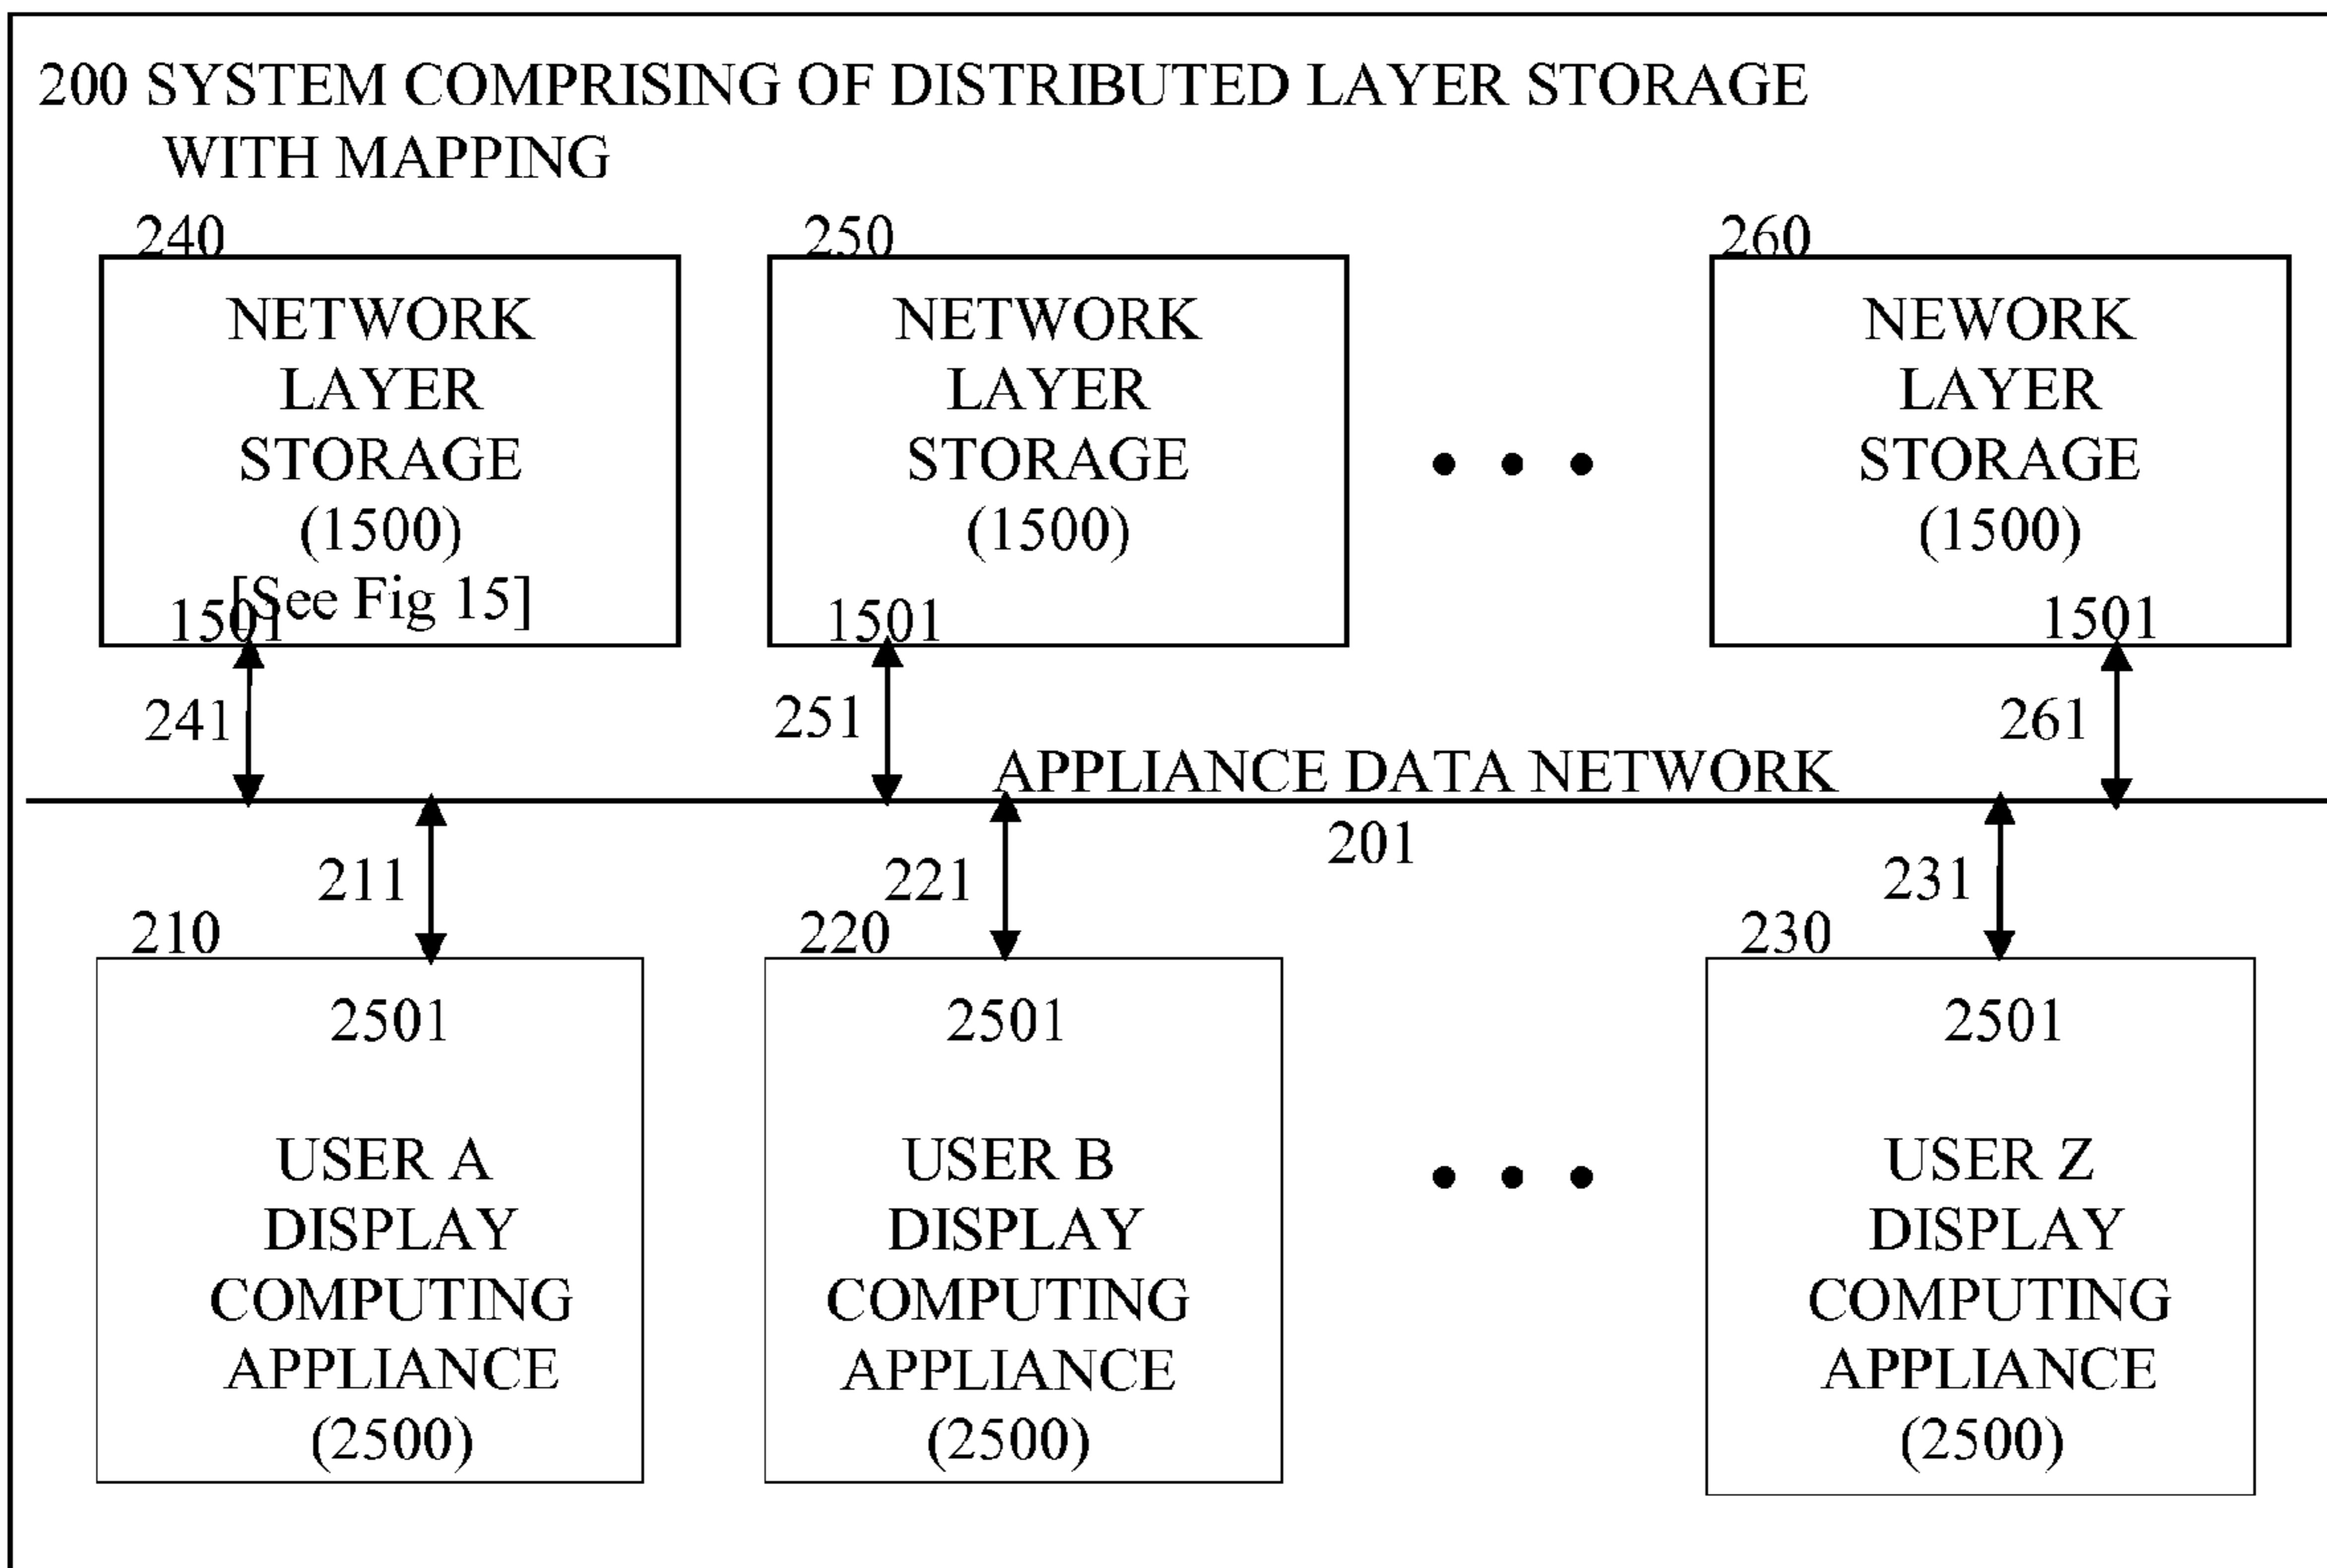 200 SYSTEM COMPRISING OF DISTRIBUTED LAYER STORAGE
WITH MAPPING
240
NETWORK
LAYER
STORAGE
(1500)
[See Fig 15]
1501
250
NETWORK
LAYER
STORAGE
(1500)
1501
260
NEWORK
LAYER
STORAGE
(1500)
1501
241
251
261
APPLIANCE DATA NETWORK
201
211
221
231
210
2501
USER A
DISPLAY
COMPUTING
APPLIANCE
(2500)
220
2501
USER B
DISPLAY
COMPUTING
APPLIANCE
(2500)
230
2501
USER Z
DISPLAY
COMPUTING
APPLIANCE
(2500)